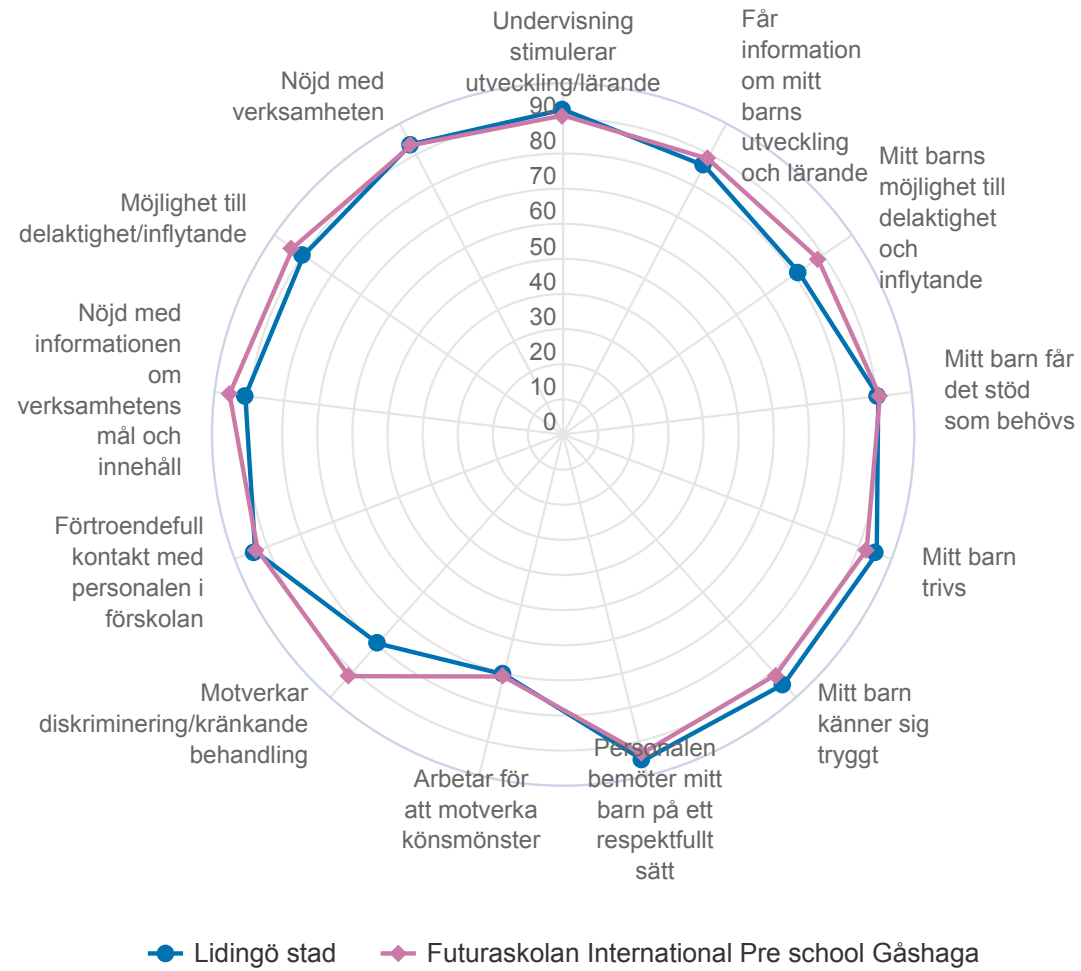 Undervisning
stimulerar
utveckling/lärande
Får
information
om mitt
barns
utveckling
och lärande
Mitt barns
möjlighet till
delaktighet
och
inflytande
Mitt barn får
det stöd
som behövs
Mitt barn
trivs
Mitt barn
känner sig
tryggt
Personalen
bemöter mitt
barn på ett
respektfullt
sätt
Arbetar för
att motverka
könsmönster
Motverkar
diskriminering/kränkande
behandling
Förtroendefull
kontakt med
personalen i
förskolan
Nöjd med
informationen
om
verksamhetens
mål och
innehåll
Möjlighet till
delaktighet/inflytande
Nöjd med
verksamheten
90
80
70
60
50
40
30
20
10
0
Lidingö stad
Futuraskolan International Pre school Gåshaga